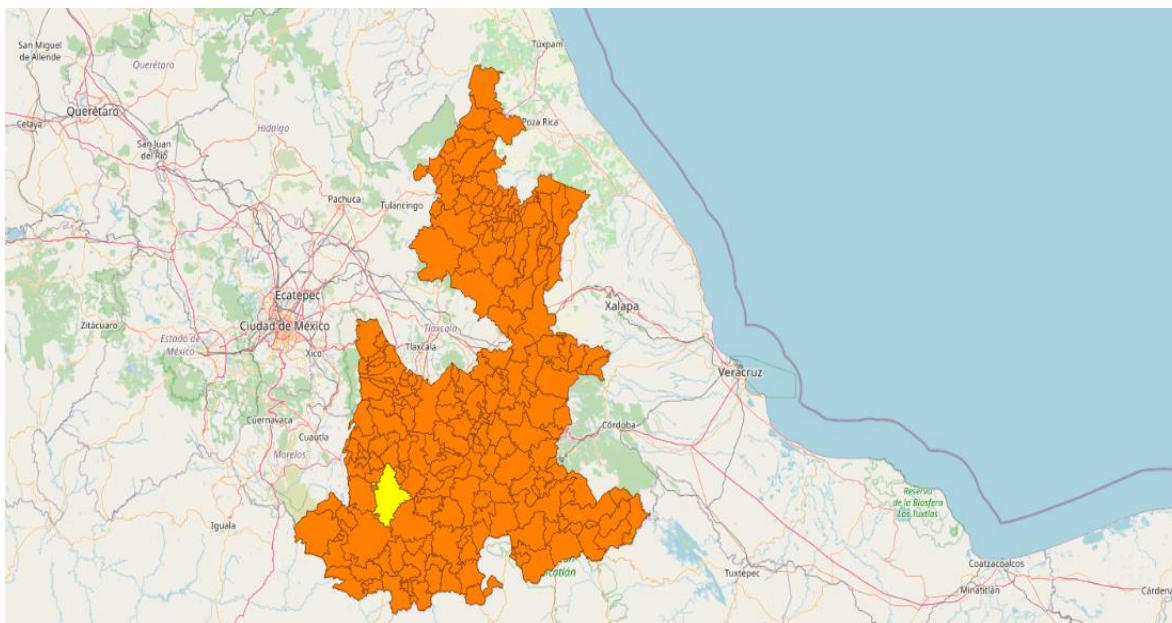 San Miguel
de Allende
Querétaro
Túxpam
Querétaro
Celaya
San Juan
del Río
Hidalgo
Poza Rica
Pachuca
Tulancingo
Ecatepec
Ciudad de México
Xalapa
Zitácuaro
Estado de
México
Xico
Tlaxcala
Tlaxcala
Veracruz
Cuernavaca
Cuautla
Córdoba
Morelos
Iguala
Reserva
de la Biosfera
Los Tuxtlas
Tuxtepec
Coatzacoalcos
Minatitlán
Cárdena